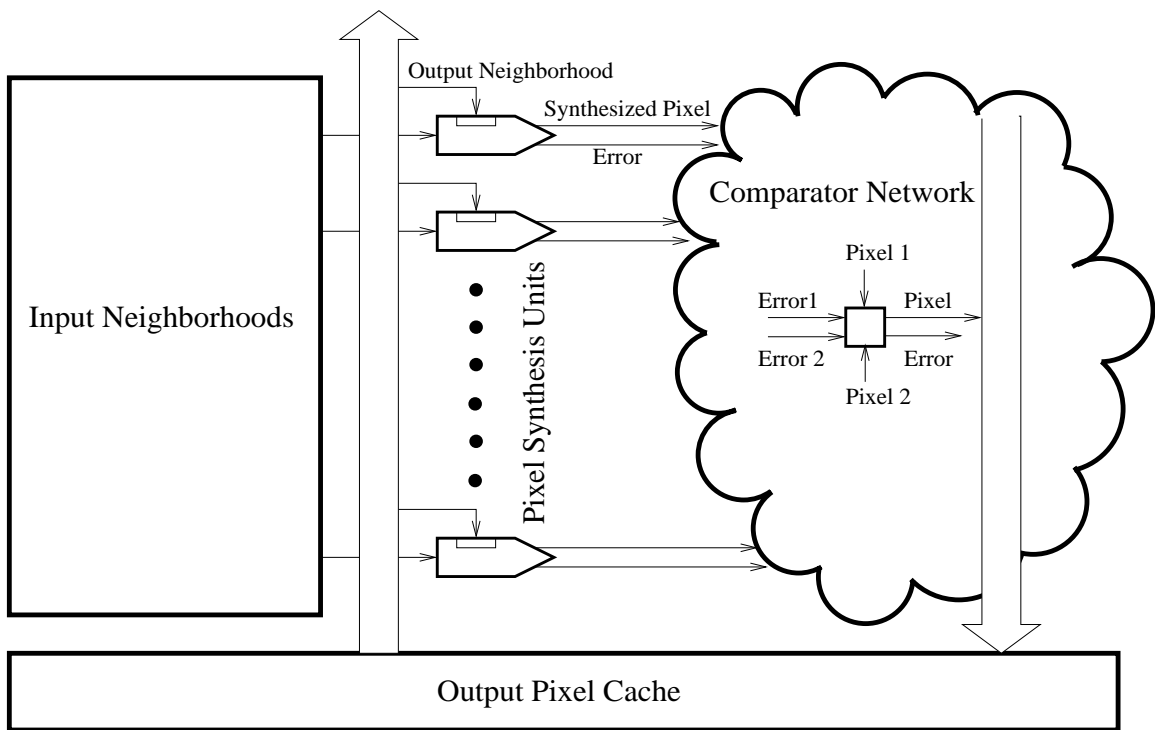 Output Neighborhood
Synthesized Pixel
Error
Comparator Network
Input Neighborhoods
Pixel Synthesis Units
Pixel 1
Error1
Pixel
Error 2
Error
Pixel 2
Output Pixel Cache